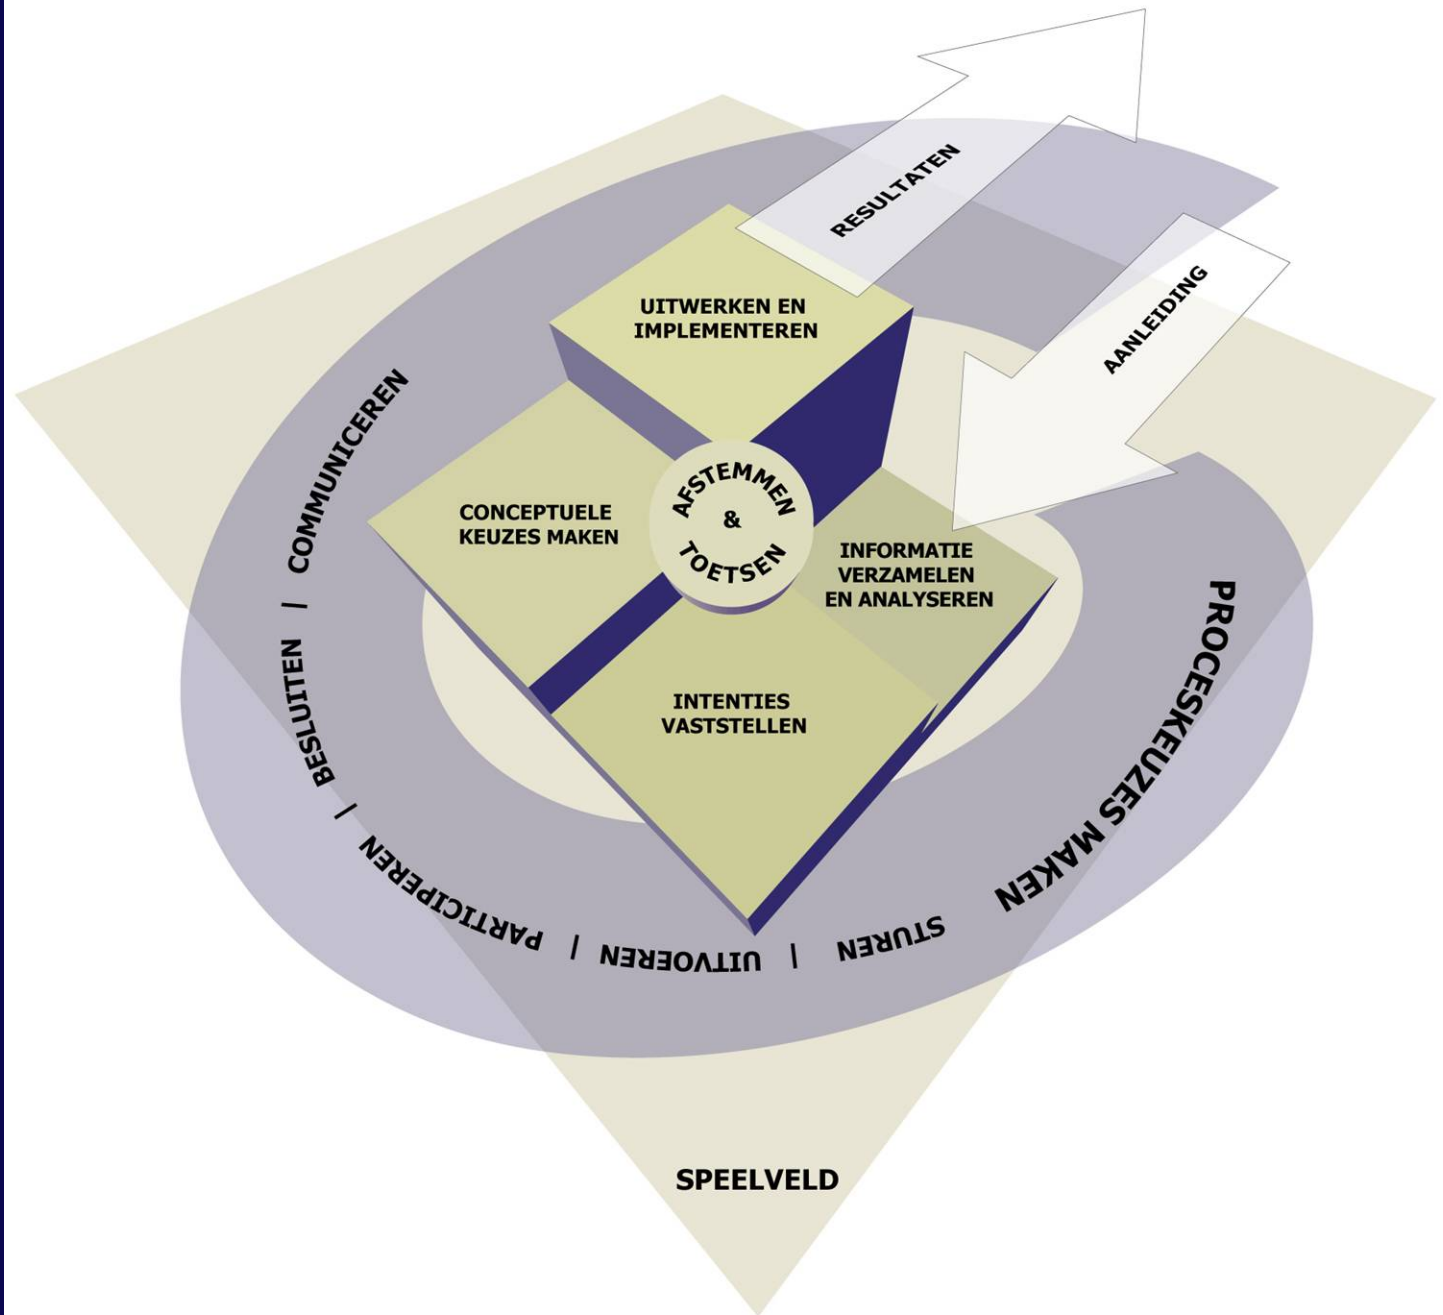 RESULTATEN
AANLEIDING
UITWERKEN EN
IMPLEMENTEREN
CONCEPTUELE
KEUZES MAKEN
AFSTEMMEN
&
TOETSEN
INFORMATIE
VERZAMELEN
EN ANALYSEREN
INTENTIES
VASTSTELLEN
PROCESKEUZES MAKEN
STUREN | UITVOEREN | PARTICIPEREN | BESLUITEN | COMMUNICEREN
SPEELVELD